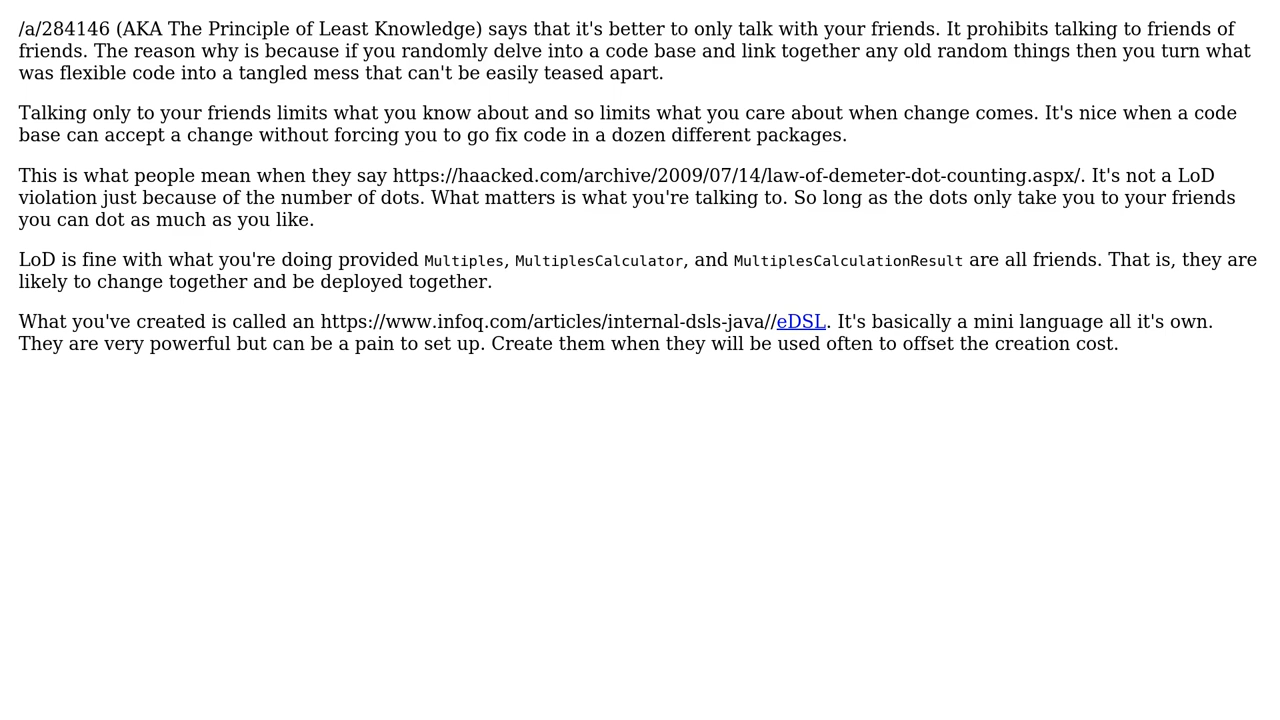 /a/284146 (AKA The Principle of Least Knowledge) says that it's better to only talk with your friends. It prohibits talking to friends of
friends. The reason why is because if you randomly delve into a code base and link together any old random things then you turn what
was flexible code into a tangled mess that can't be easily teased apart.
Talking only to your friends limits what you know about and so limits what you care about when change comes. It's nice when a code
base can accept a change without forcing you to go fix code in a dozen different packages.
This is what people mean when they say https://haacked.com/archive/2009/07/14/law-of-demeter-dot-counting.aspx/. It's not a LoD
violation just because of the number of dots. What matters is what you're talking to. So long as the dots only take you to your friends
you can dot as much as you like.
LoD is fine with what you're doing provided Multiples, MultiplesCalculator, and MultiplesCalculationResult are all friends. That is, they are
likely to change together and be deployed together.
What you've created is called an https://www.infoq.com/articles/internal-dsls-java//eDSL. It's basically a mini language all it's own.
They are very powerful but can be a pain to set up. Create them when they will be used often to offset the creation cost.